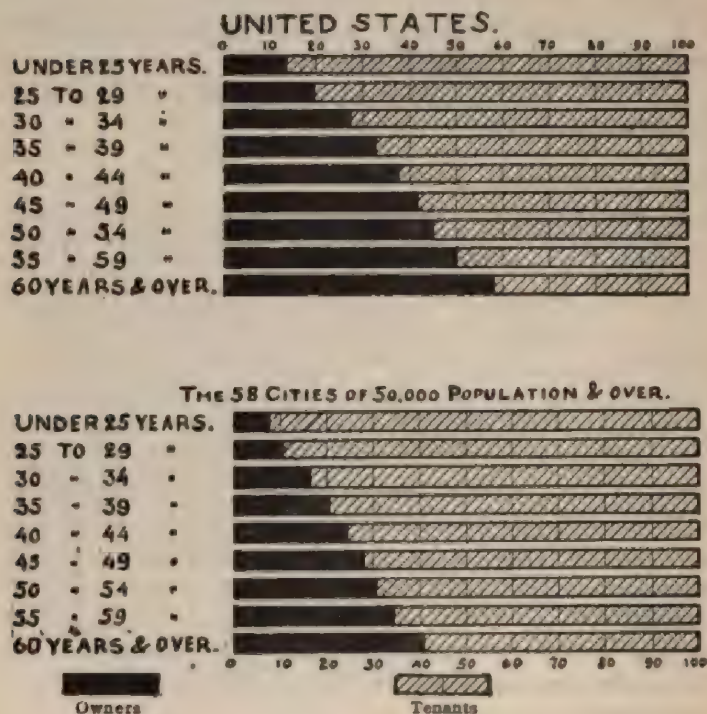 UNITED STATES.
0 10 20 30 40 50 60 70 80 90 100
UNDER 25 YEARS.
25 TO 29 "
30 " 34 "
35 " 39 "
40 " 44 "
45 " 49 "
50 " 54 "
55 " 59 "
60 YEARS & OVER.
THE 58 CITIES OF 50,000 POPULATION & OVER.
UNDER 25 YEARS.
25 TO 29 "
30 " 34 "
35 " 39 "
40 " 44 "
45 " 49 "
50 " 54 "
55 " 59 "
60 YEARS & OVER.
0 10 20 30 40 50 60 70 80 90 100
Owners Tenants